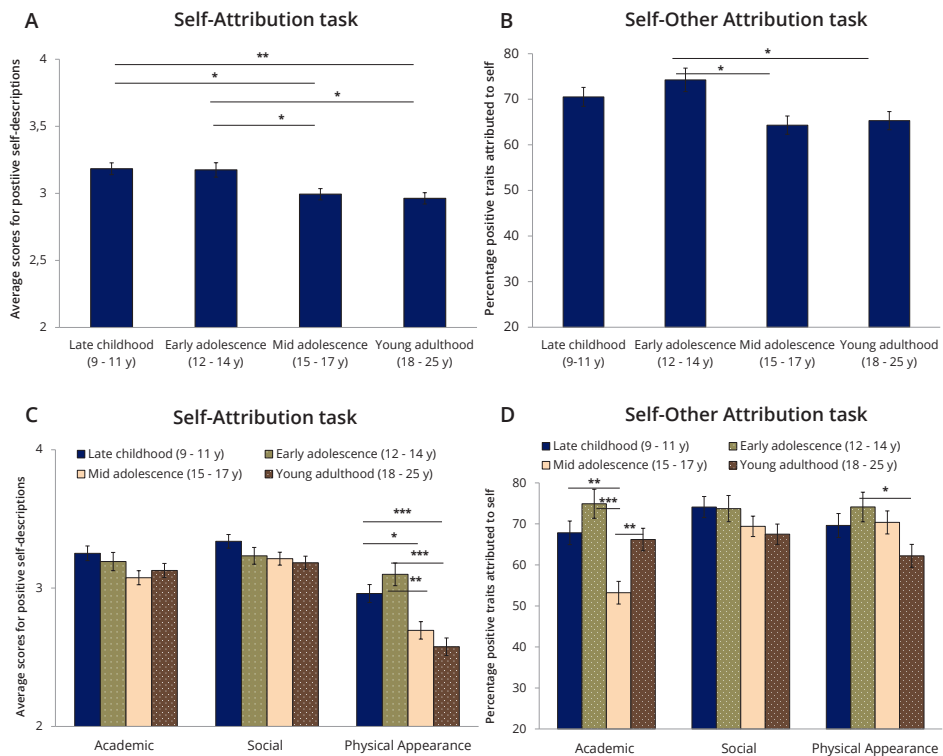 A
Self-Attribution task
Average scores for postiive self-descriptions
4
3,5
3
2,5
2
**
*
*
*
Late childhood
(9 - 11 y)
Early adolescence
(12 - 14 y)
Mid adolescence
(15 - 17 y)
Young adulthood
(18 - 25 y)
B
Self-Other Attribution task
Percentage positive traits attributed to self
80
70
60
50
40
30
20
*
*
Late childhood
(9-11 y)
Early adolescence
(12 - 14 y)
Mid adolescence
(15 - 17 y)
Young adulthood
(18 - 25 y)
C
Self-Attribution task
Average scores for positive self-descriptions
4
3
2
Late childhood (9 - 11 y)
Early adolescence (12 - 14 y)
Mid adolescence (15 - 17 y)
Young adulthood (18 - 25 y)
***
*
***
**
Academic
Social
Physical Appearance
D
Self-Other Attribution task
Percentage positive traits attributed to self
80
70
60
50
40
80
20
Late childhood (9 - 11 y)
Early adolescence (12 - 14 y)
Mid adolescence (15 - 17 y)
Young adulthood (18 - 25 y)
**
***
**
*
Academic
Social
Physical Appearance